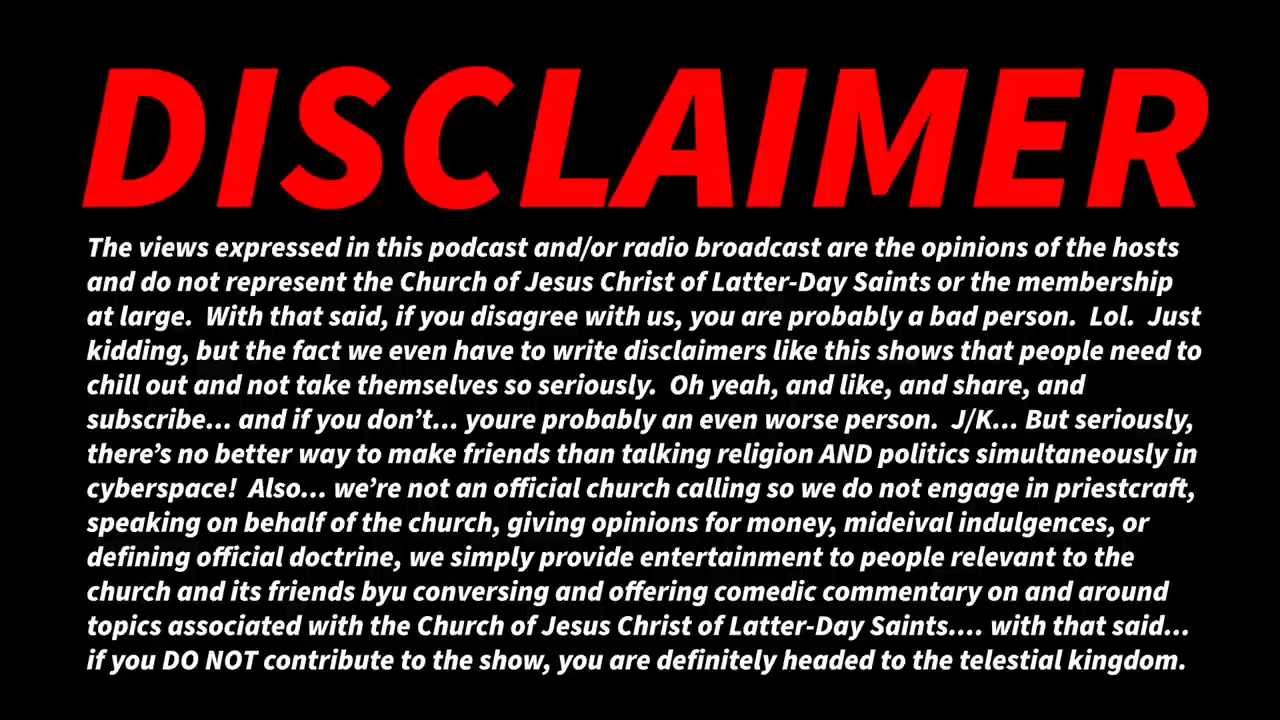 DISCLAIMER
The views expressed in this podcast and/or radio broadcast are the opinions of the hosts
and do not represent the Church of Jesus Christ of Latter-Day Saints or the membership
at large.  With that said, if you disagree with us, you are probably a bad person.  Lol.  Just
kidding, but the fact we even have to write disclaimers like this shows that people need to
chill out and not take themselves so seriously.  Oh yeah, and like, and share, and
subscribe... and if you don’t... youre probably an even worse person.  J/K... But seriously,
there’s no better way to make friends than talking religion AND politics simultaneously in
cyberspace!  Also... we’re not an official church calling so we do not engage in priestcraft,
speaking on behalf of the church, giving opinions for money, mideival indulgences, or
defining official doctrine, we simply provide entertainment to people relevant to the
church and its friends byu conversing and offering comedic commentary on and around
topics associated with the Church of Jesus Christ of Latter-Day Saints.... with that said...
if you DO NOT contribute to the show, you are definitely headed to the telestial kingdom.